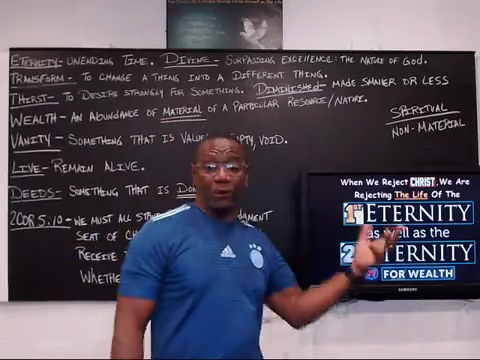 ETERNITY- UNENDING TIME. DIVINE- SURPASSING EXCELLENCE: THE NATURE OF GOD.
TRANSFORM- TO CHANGE A THING INTO A DIFFERENT THING.
THIRST- TO DESIRE STRONGLY FOR SOMETHING. DIMINISHED- MADE SMALLER OR LESS
WEALTH- AN ABUNDANCE OF MATERIAL OF A PARTICULAR RESOURCE/NATURE.
SPIRITUAL
NON-MATERIAL
VANITY- SOMETHING THAT IS VOID.
LIVE- REMAIN ALIVE.
DEEDS- SOMETHING THAT IS
2COR 5:10- WE MUST ALL
SEAT OF
RECEIVE
WHETHE
When We Reject CHRIST, We Are
Rejecting The Life Of The
1ST ETERNITY
as well as the
ETERNITY
FOR WEALTH
SAMSUNG
adidas